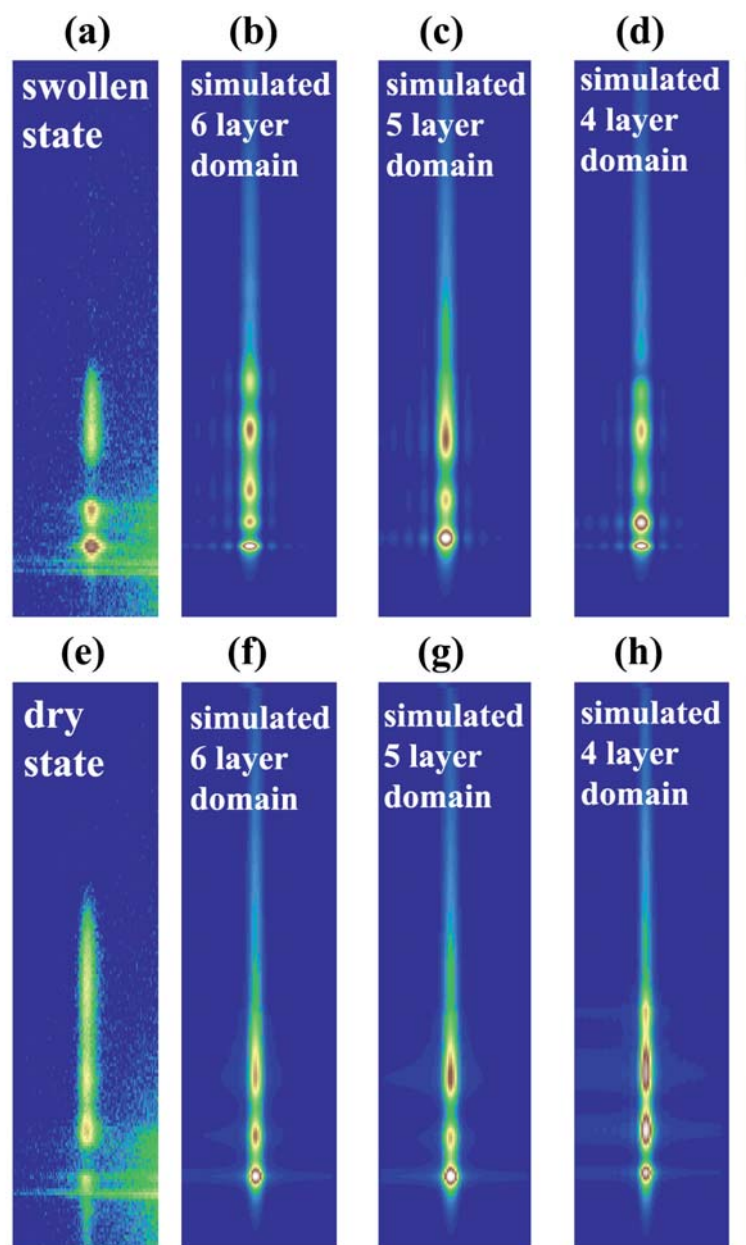 (a)
(b)
(c)
(d)
swollen
state
simulated
6 layer
domain
simulated
5 layer
domain
simulated
4 layer
domain
(e)
(f)
(g)
(h)
dry
state
simulated
6 layer
domain
simulated
5 layer
domain
simulated
4 layer
domain